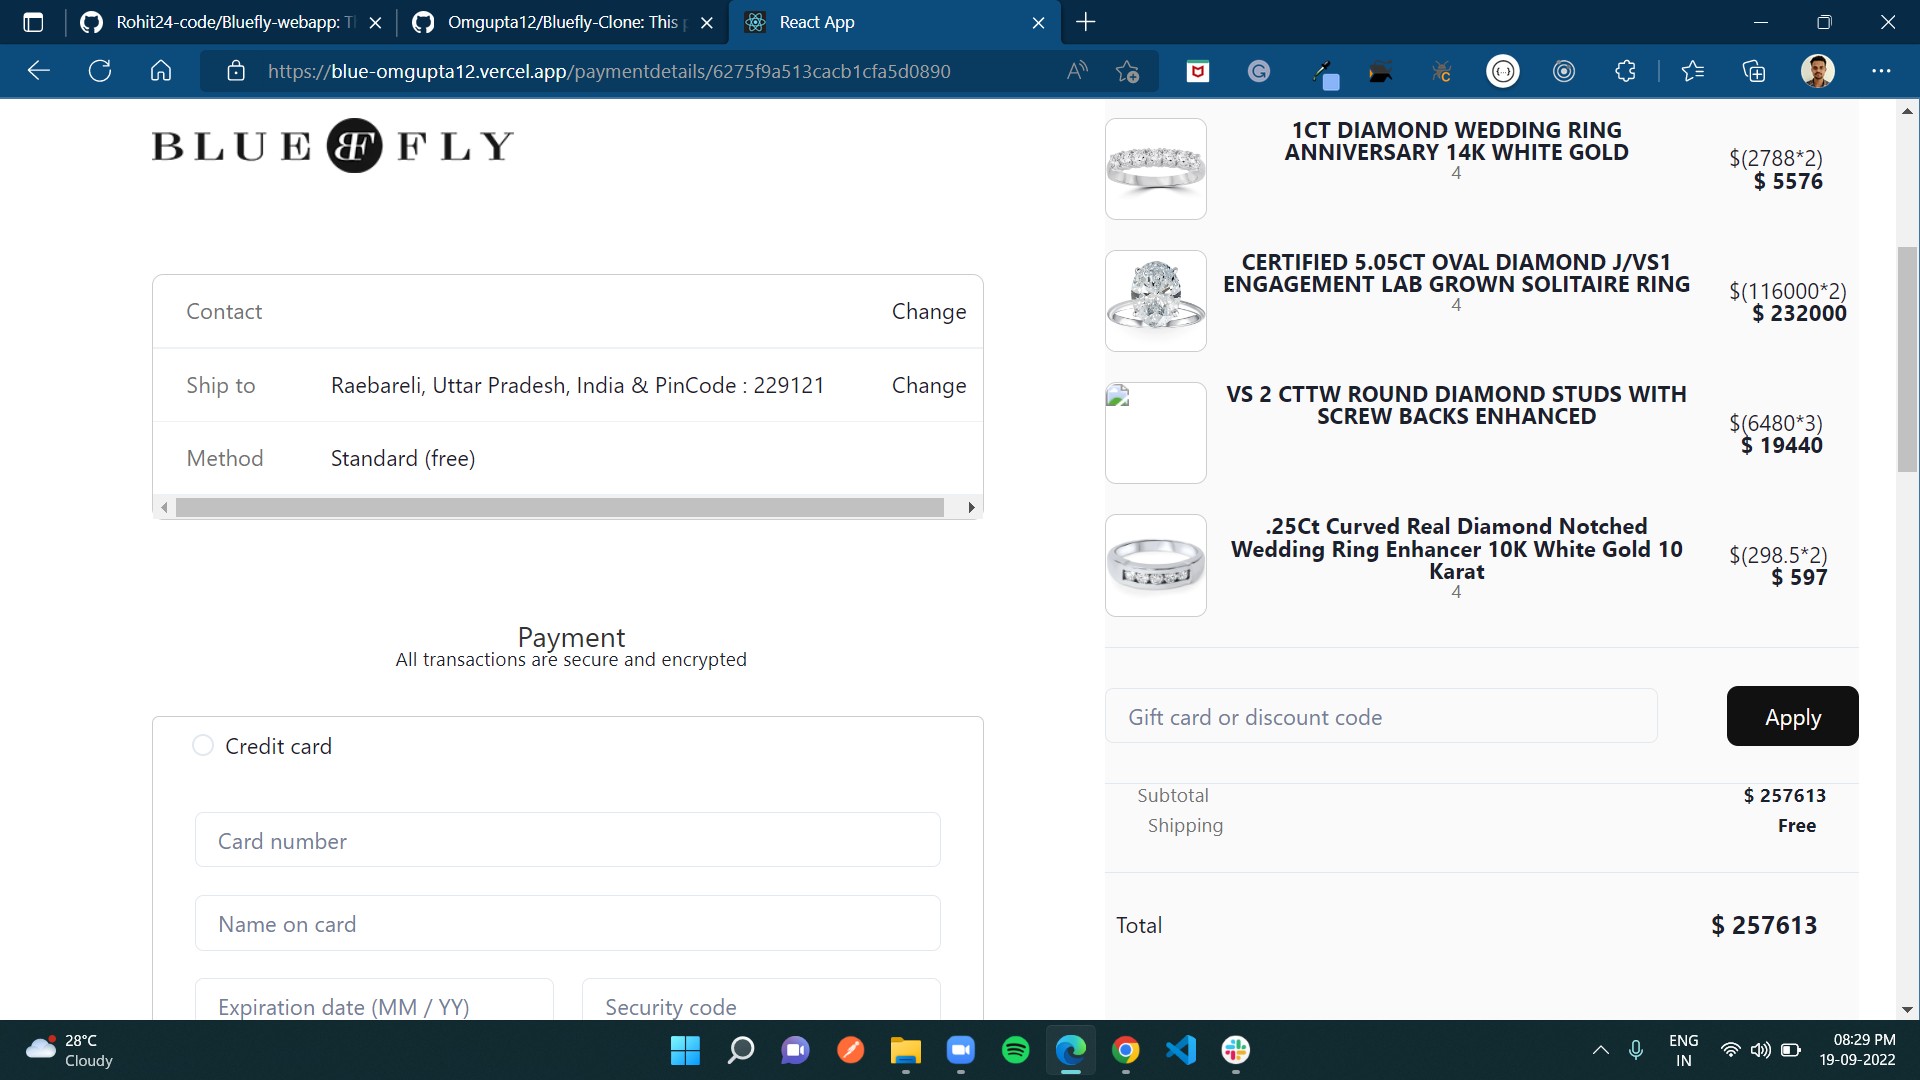 Rohit24-code/Bluefly-webapp: Th
Omgupta12/Bluefly-Clone: This p
React App
https://blue-omgupta12.vercel.app/paymentdetails/6275f9a513cacb1cfa5d0890
BLUE BF FLY
Contact
Change
Ship to
Raebareli, Uttar Pradesh, India & PinCode : 229121
Change
Method
Standard (free)
Payment
All transactions are secure and encrypted
Credit card
Card number
Name on card
Expiration date (MM / YY)
Security code
1CT DIAMOND WEDDING RING
ANNIVERSARY 14K WHITE GOLD
4
$(2788*2)
$ 5576
CERTIFIED 5.05CT OVAL DIAMOND J/VS1
ENGAGEMENT LAB GROWN SOLITAIRE RING
4
$(116000*2)
$ 232000
VS 2 CTTW ROUND DIAMOND STUDS WITH
SCREW BACKS ENHANCED
$(6480*3)
$ 19440
.25Ct Curved Real Diamond Notched
Wedding Ring Enhancer 10K White Gold 10
Karat
4
$(298.5*2)
$ 597
Gift card or discount code
Apply
Subtotal
$ 257613
Shipping
Free
Total
$ 257613
28°C
Cloudy
ENG
IN
08:29 PM
19-09-2022